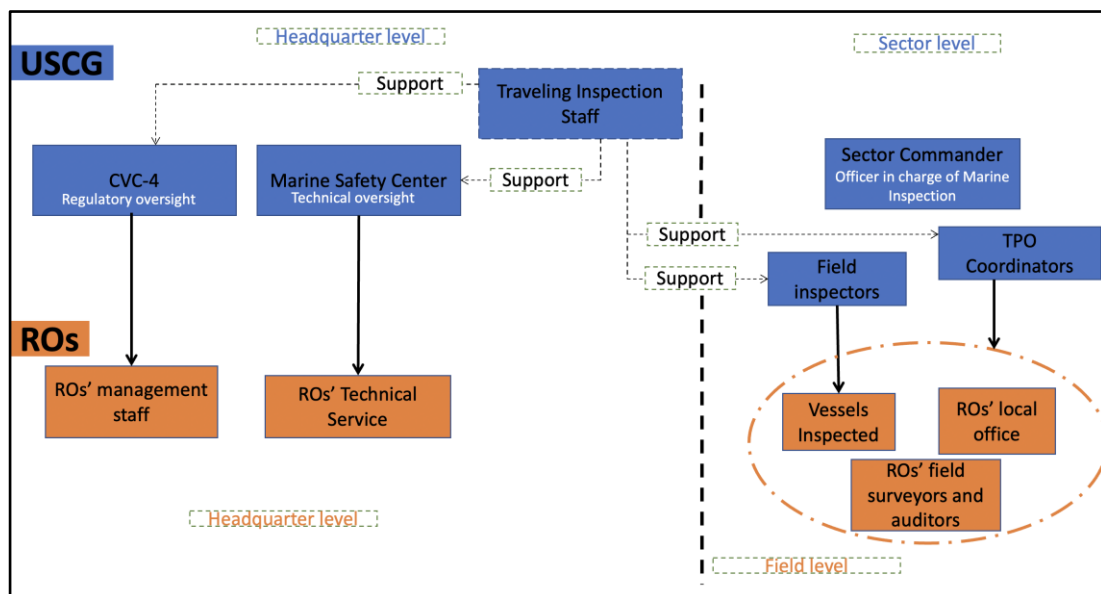 Headquarter level
Sector level
USCG
Support
Traveling Inspection
Staff
CVC-4
Regulatory oversight
Marine Safety Center
Technical oversight
Support
Sector Commander
Officer in charge of Marine
Inspection
Support
TPO
Coordinators
Support
Field
inspectors
ROs
ROs’ management
staff
ROs’ Technical
Service
Vessels
Inspected
ROs’ local
office
ROs’ field
surveyors and
auditors
Headquarter level
Field level